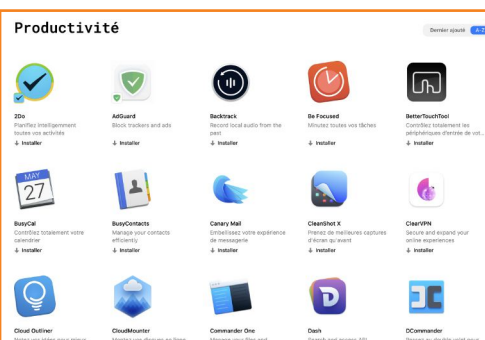 Productivité
Dernier ajouté A-Z
2Do
Planifiez intelligemment
toutes vos activités
Installer
AdGuard
Block trackers and ads
Installer
Backtrack
Record local audio from the
past
Installer
Be Focused
Minutez toutes vos tâches
Installer
BetterTouchTool
Contrôlez totalement les
périphériques d'entrée de vot...
Installer
MAY
27
BusyCal
Contrôlez totalement votre
calendrier
Installer
BusyContacts
Manage your contacts
efficiently
Installer
Canary Mail
Embellissez votre expérience
de messagerie
Installer
CleanShot X
Prenez de meilleures captures
d'écran qu'avant
Installer
ClearVPN
Secure and expand your
online experiences
Installer
Cloud Outliner
CloudMounter
Commander One
D
Dash
DCommander